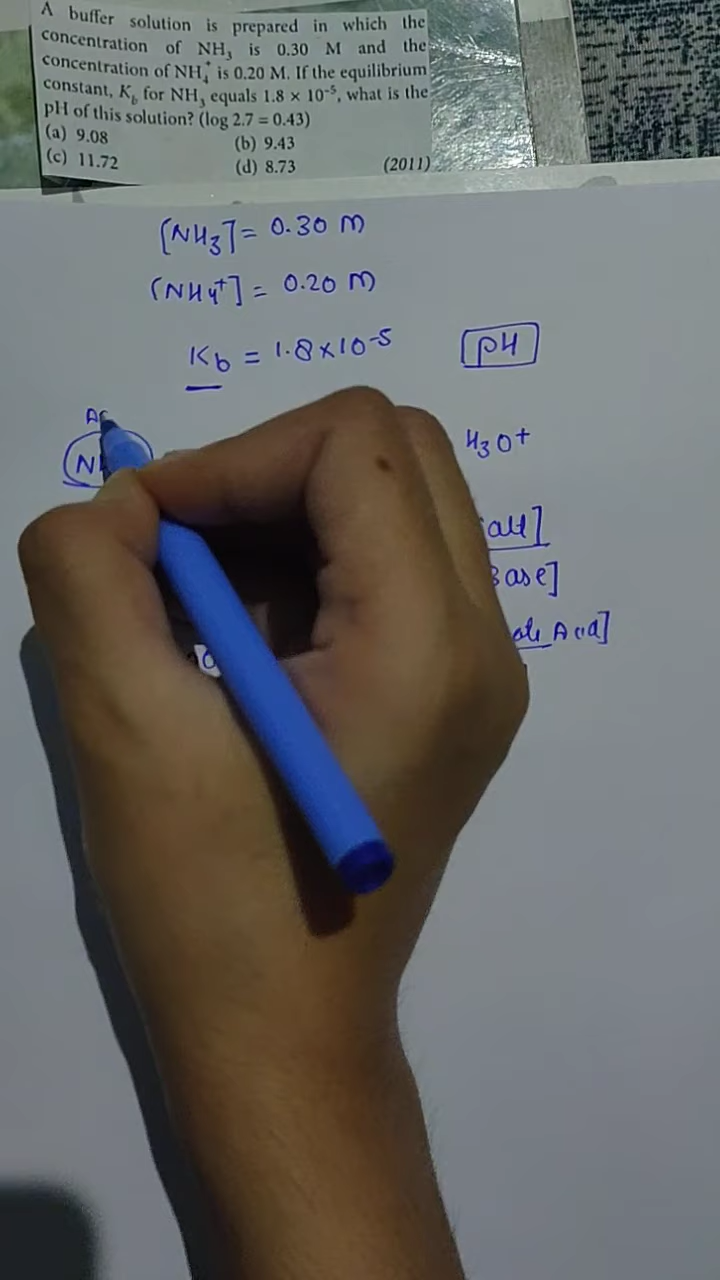 A buffer solution is prepared in which the
concentration of NH₃ is 0.30 M and the
concentration of NH₄⁺ is 0.20 M. If the equilibrium
constant, K_b for NH₃ equals 1.8 × 10⁻⁵, what is the
pH of this solution? (log 2.7 = 0.43)
(a) 9.08 (b) 9.43
(c) 11.72 (d) 8.73 (2011)
[NH₃] = 0.30 M
[NH₄⁺] = 0.20 M
K_b = 1.8×10⁻⁵ pH
H₃O⁺